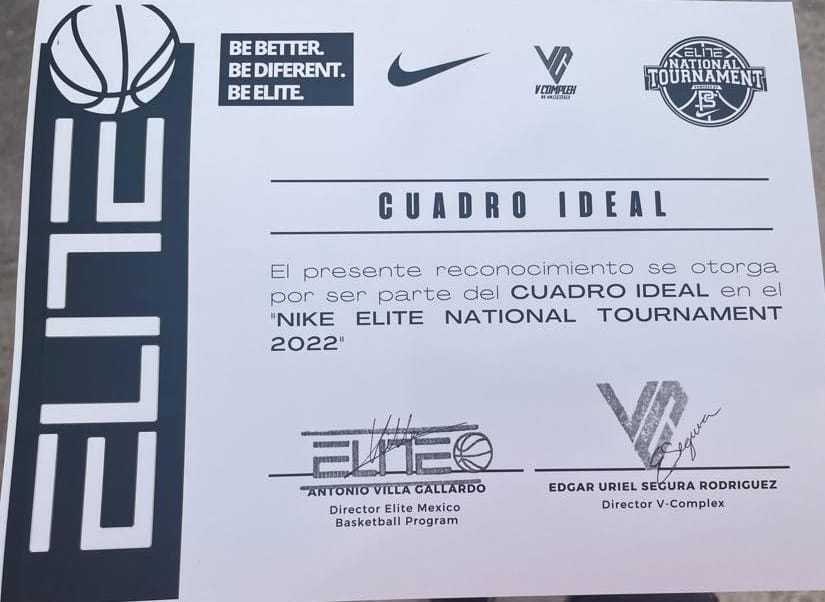 ELITE
BE BETTER.
BE DIFERENT.
BE ELITE.
V COMPLEX
ELITE
NATIONAL
TOURNAMENT
CUADRO IDEAL
El presente reconocimiento se otorga
por ser parte del CUADRO IDEAL en el
"NIKE ELITE NATIONAL TOURNAMENT
2022"
ELITE
Segura
ANTONIO VILLA GALLARDO
Director Elite Mexico
Basketball Program
EDGAR URIEL SEGURA RODRIGUEZ
Director V-Complex